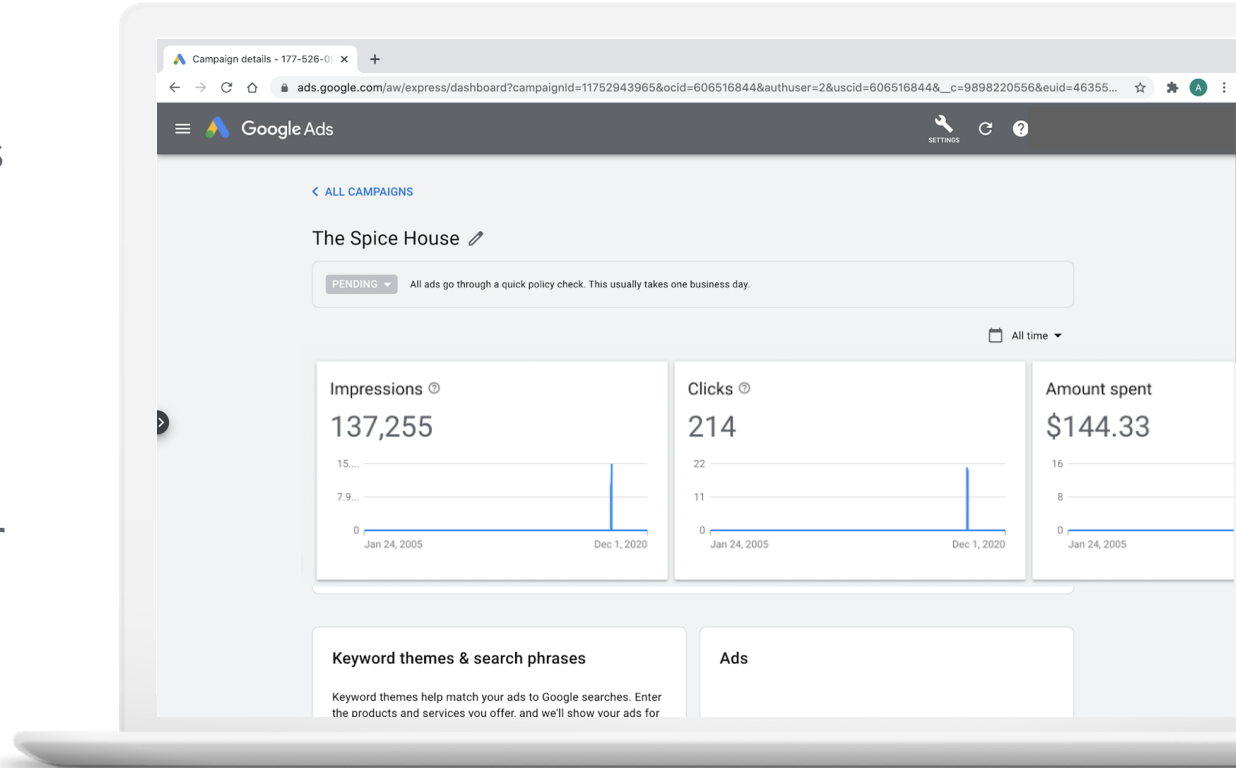 Campaign details - 177-526-0
ads.google.com/aw/express/dashboard?campaignId=11752943965&ocid=606516844&authuser=2&uscid=606516844&__c=9898220556&euid=46355...
A
Google Ads
SETTINGS
ALL CAMPAIGNS
The Spice House
PENDING
All ads go through a quick policy check. This usually takes one business day.
All time
Impressions
137,255
15....
7.9...
0
Jan 24, 2005
Dec 1, 2020
Clicks
214
22
11
0
Jan 24, 2005
Dec 1, 2020
Amount spent
$144.33
16
8
0
Jan 24, 2005
Keyword themes & search phrases
Keyword themes help match your ads to Google searches. Enter
the products and services you offer, and we'll show your ads for
Ads